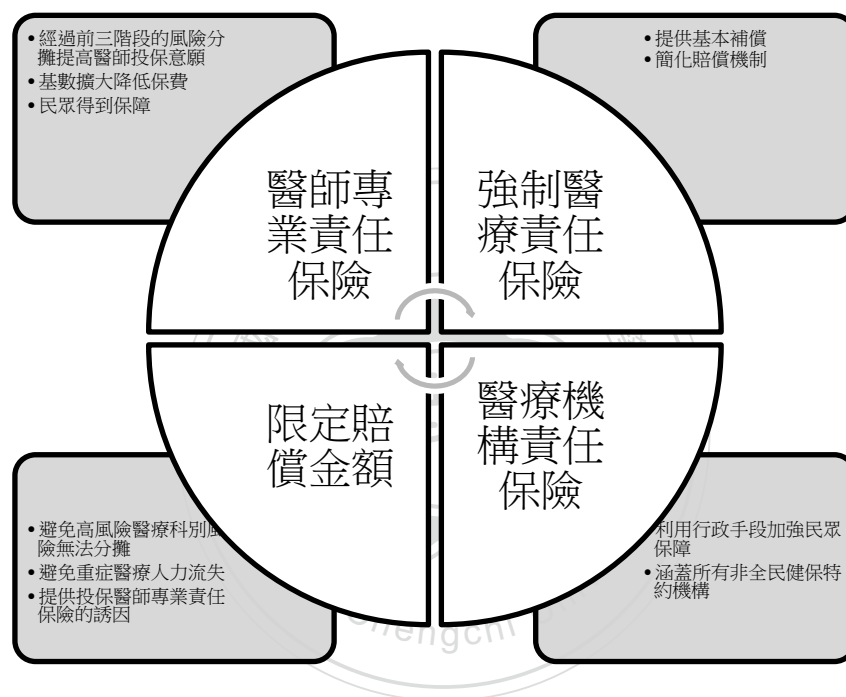 • 經過前三階段的風險分
攤提高醫師投保意願
• 基數擴大降低保費
• 民眾得到保障
• 提供基本補償
• 簡化賠償機制
醫師專
業責任
保險
強制醫
療責任
保險
限定賠
償金額
醫療機
構責任
保險
• 避免高風險醫療科別風
險無法分攤
• 避免重症醫療人力流失
• 提供投保醫師專業責任
保險的誘因
利用行政手段加強民眾
保障
• 涵蓋所有非全民健保特
約機構
Chengchi